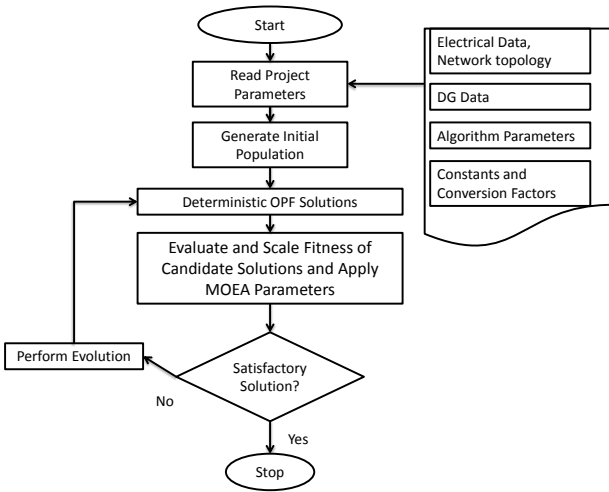 Start
Read Project
Parameters
Generate Initial
Population
Deterministic OPF Solutions
Evaluate and Scale Fitness of
Candidate Solutions and Apply
MOEA Parameters
Satisfactory
Solution?
Perform Evolution
No
Yes
Stop
Electrical Data,
Network topology
DG Data
Algorithm Parameters
Constants and
Conversion Factors